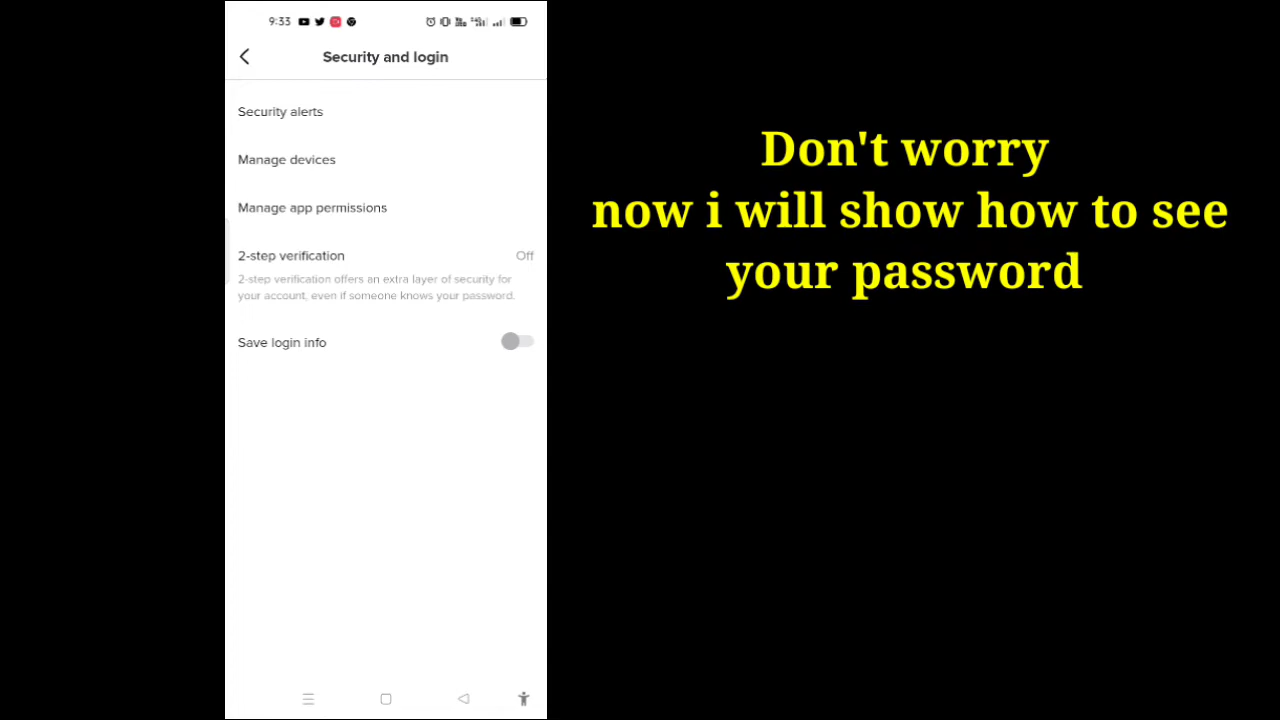 9:33
Security and login
Security alerts
Manage devices
Manage app permissions
2-step verification Off
2-step verification offers an extra layer of security for
your account, even if someone knows your password.
Save login info
Don't worry
now i will show how to see
your password